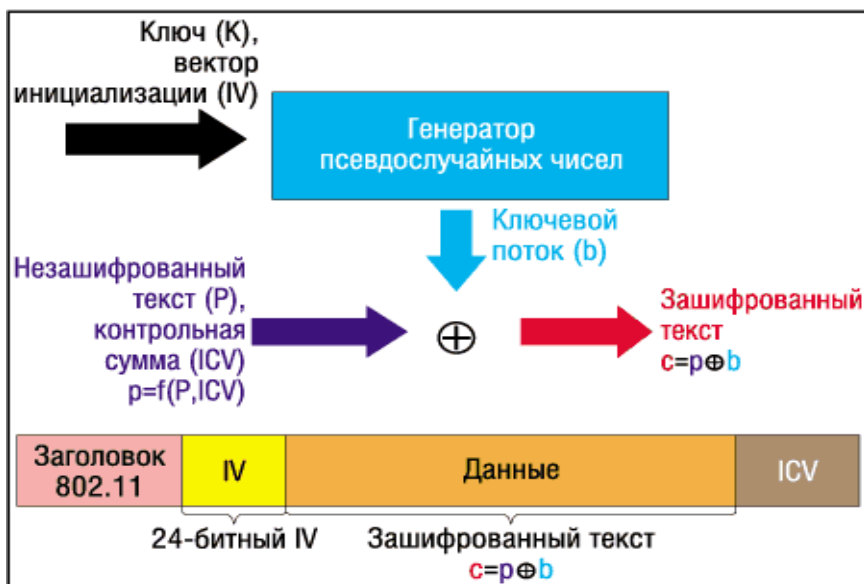 Ключ (K),
вектор
инициализации (IV)
Генератор
псевдослучайных чисел
Ключевой
поток (b)
Незашифрованный
текст (P),
контрольная
сумма (ICV)
p=f(P,ICV)
⊕
Зашифрованный
текст
c=p⊕b
Заголовок
802.11
IV
Данные
ICV
24-битный IV
Зашифрованный текст
c=p⊕b